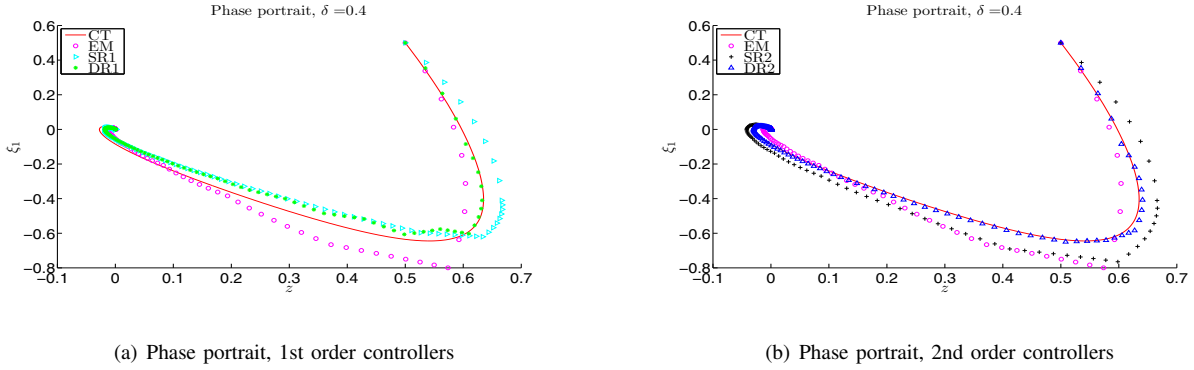 Phase portrait, δ =0.4
CT
EM
SR1
DR1
0.6
0.4
0.2
0
−0.2
−0.4
−0.6
−0.8
ξ1
−0.1
0
0.1
0.2
0.3
0.4
0.5
0.6
0.7
z
(a) Phase portrait, 1st order controllers
Phase portrait, δ =0.4
CT
EM
SR2
DR2
0.6
0.4
0.2
0
−0.2
−0.4
−0.6
−0.8
ξ1
−0.1
0
0.1
0.2
0.3
0.4
0.5
0.6
0.7
z
(b) Phase portrait, 2nd order controllers